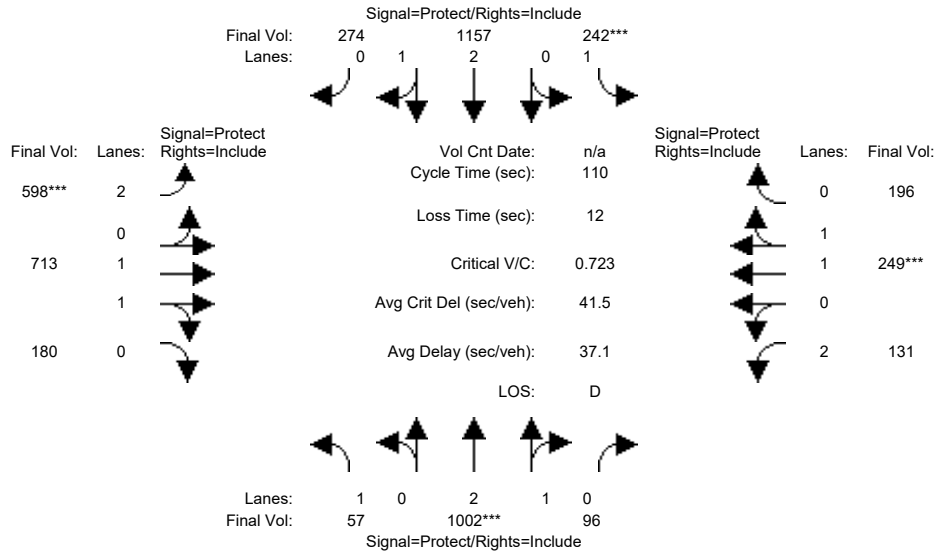 Signal=Protect/Rights=Include
Final Vol: 274 1157 242***
Lanes: 0 1 2 0 1
Signal=Protect Signal=Protect
Final Vol: Lanes: Rights=Include Vol Cnt Date: n/a Rights=Include Lanes: Final Vol:
Cycle Time (sec): 110
598*** 2 0 196
Loss Time (sec): 12
0 1
713 1 Critical V/C: 0.723 1 249***
1 Avg Crit Del (sec/veh): 41.5 0
180 0 Avg Delay (sec/veh): 37.1 2 131
LOS: D
Lanes: 1 0 2 1 0
Final Vol: 57 1002*** 96
Signal=Protect/Rights=Include